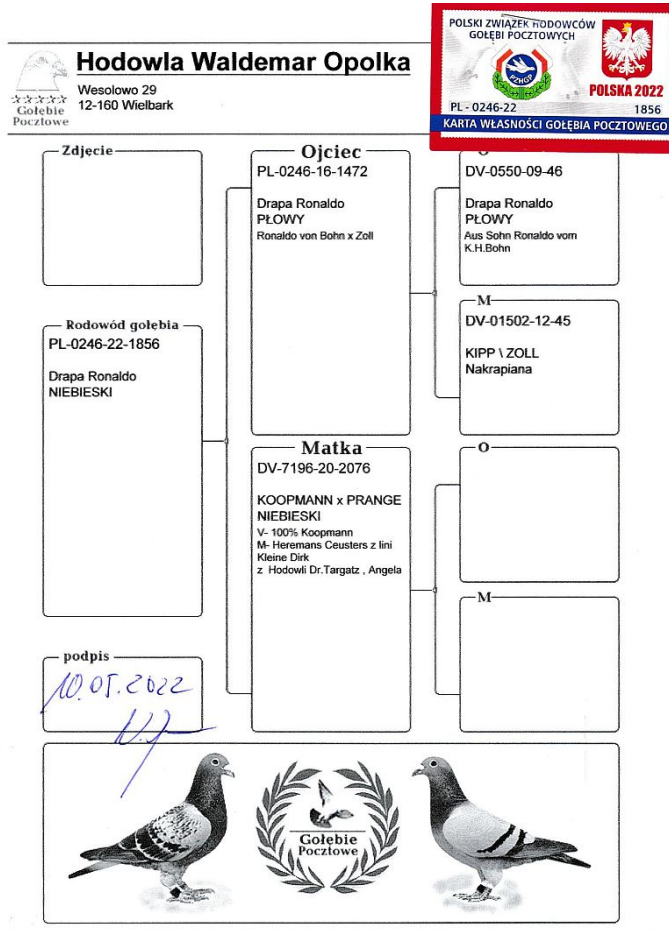 Hodowla Waldemar Opolka
Wesolowo 29
12-160 Wielbark
Gołębie
Pocztowe
POLSKI ZWIĄZEK HODOWCÓW
GOŁĘBI POCZTOWYCH
PZHGP
POLSKA 2022
PL - 0246-22 1856
KARTA WŁASNOŚCI GOŁĘBIA POCZTOWEGO
Zdjęcie
Rodowód gołębia
PL-0246-22-1856
Drapa Ronaldo
NIEBIESKI
podpis
10.05.2022
Ojciec
PL-0246-16-1472
Drapa Ronaldo
PŁOWY
Ronaldo von Bohn x Zoll
Matka
DV-7196-20-2076
KOOPMANN x PRANGE
NIEBIESKI
V- 100% Koopmann
M- Heremans Ceusters z lini
Kleine Dirk
z Hodowli Dr.Targatz , Angela
DV-0550-09-46
Drapa Ronaldo
PŁOWY
Aus Sohn Ronaldo vom
K.H.Bohn
M
DV-01502-12-45
KIPP \ ZOLL
Nakrapiana
O
M
Gołębie
Pocztowe